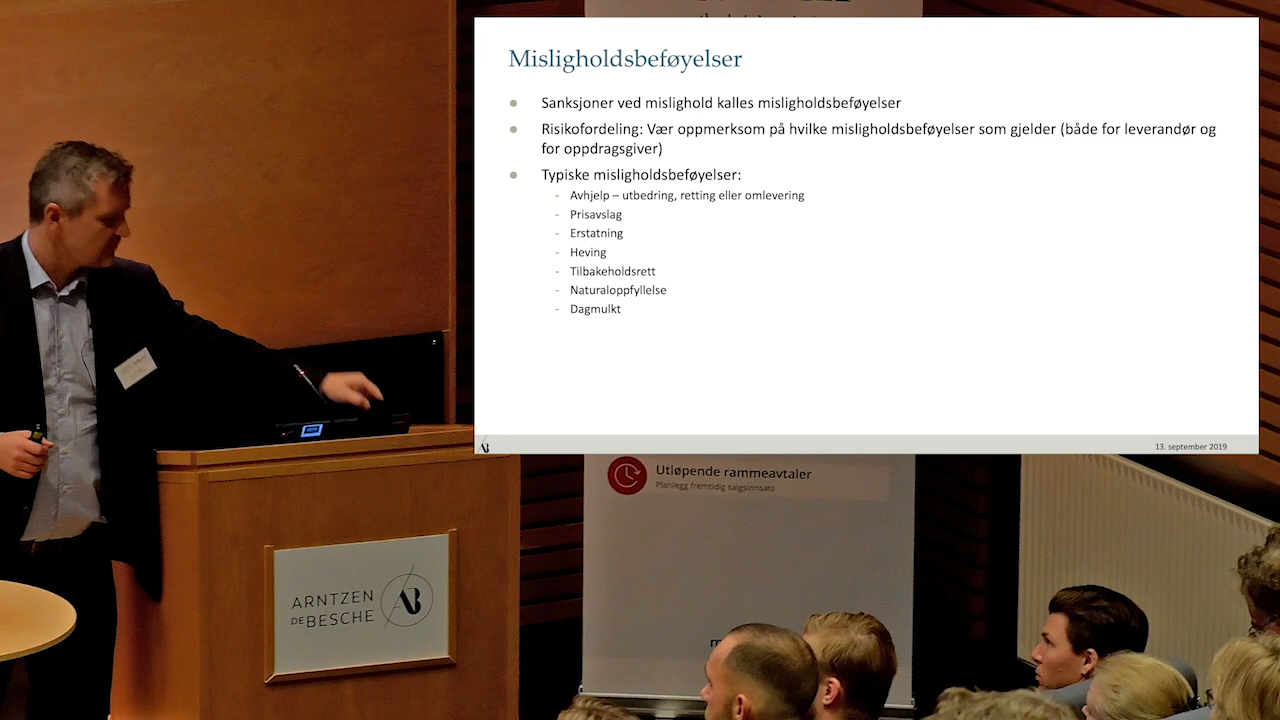 Misligholdsbeføyelser
● Sanksjoner ved mislighold kalles misligholdsbeføyelser
● Risikofordeling: Vær oppmerksom på hvilke misligholdsbeføyelser som gjelder (både for leverandør og
for oppdragsgiver)
● Typiske misligholdsbeføyelser:
- Avhjelp – utbedring, retting eller omlevering
- Prisavslag
- Erstatning
- Heving
- Tilbakeholdsrett
- Naturaloppfyllelse
- Dagmulkt
13. september 2019
Utløpende rammeavtaler
Planlegg fremtidig salgsinnsats
ARNTZEN
DE BESCHE